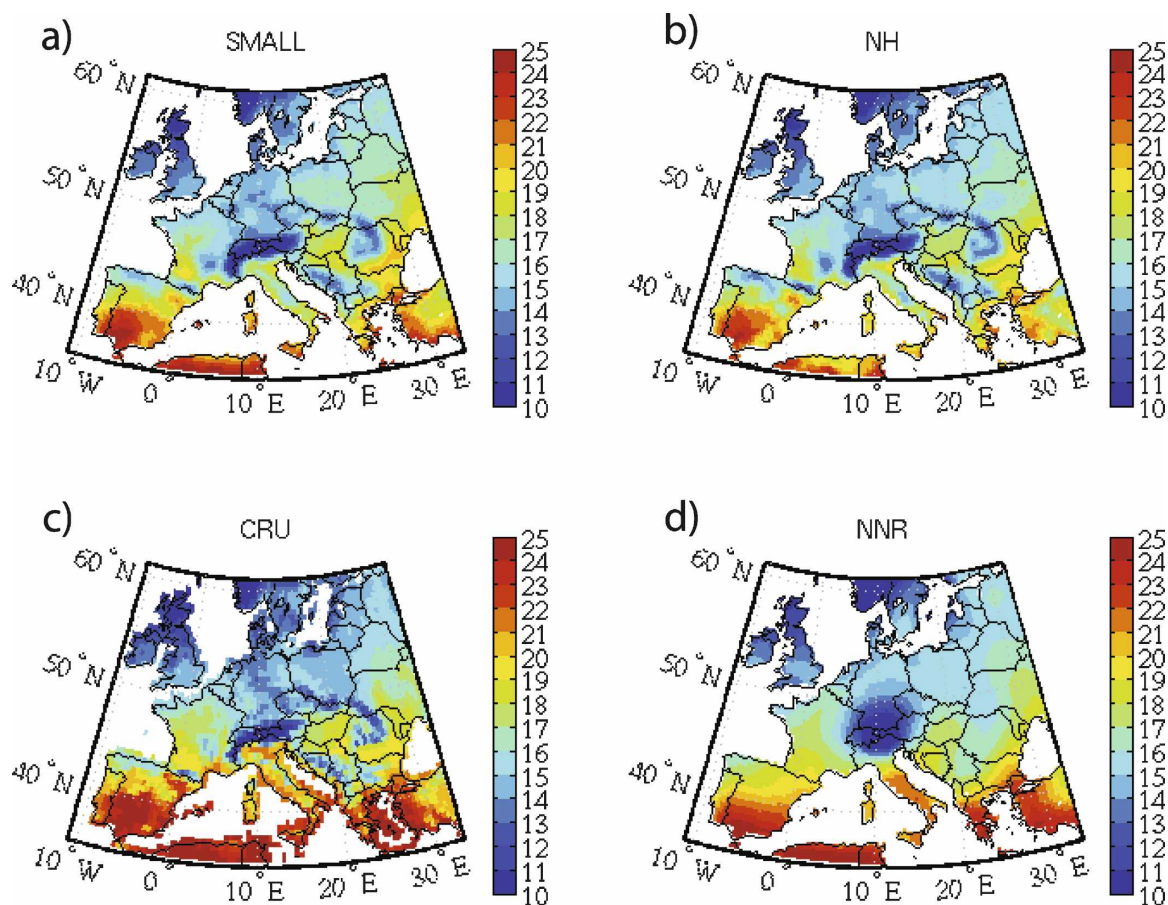 a)
SMALL
60 °N
50 °N
40 °N
10 °W
0 °
10 °E
20 °E
30 °E
25
24
23
22
21
20
19
18
17
16
15
14
13
12
11
10
b)
NH
60 °N
50 °N
40 °N
10 °W
0 °
10 °E
20 °E
30 °E
25
24
23
22
21
20
19
18
17
16
15
14
13
12
11
10
c)
CRU
60 °N
50 °N
40 °N
10 °W
0 °
10 °E
20 °E
30 °E
25
24
23
22
21
20
19
18
17
16
15
14
13
12
11
10
d)
NNR
60 °N
50 °N
40 °N
10 °W
0 °
10 °E
20 °E
30 °E
25
24
23
22
21
20
19
18
17
16
15
14
13
12
11
10